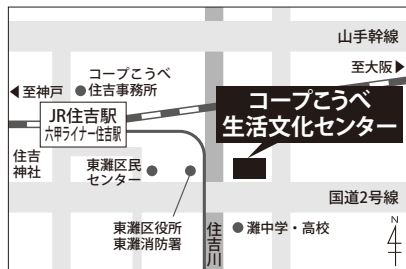 山手幹線
至大阪▶
コープこうべ
住吉事務所
◀至神戸
コープこうべ
生活文化センター
JR住吉駅
六甲ライナー住吉駅
住吉
神社
東灘区民
センター
国道2号線
東灘区役所
東灘消防署
住吉川
灘中学・高校
N
4